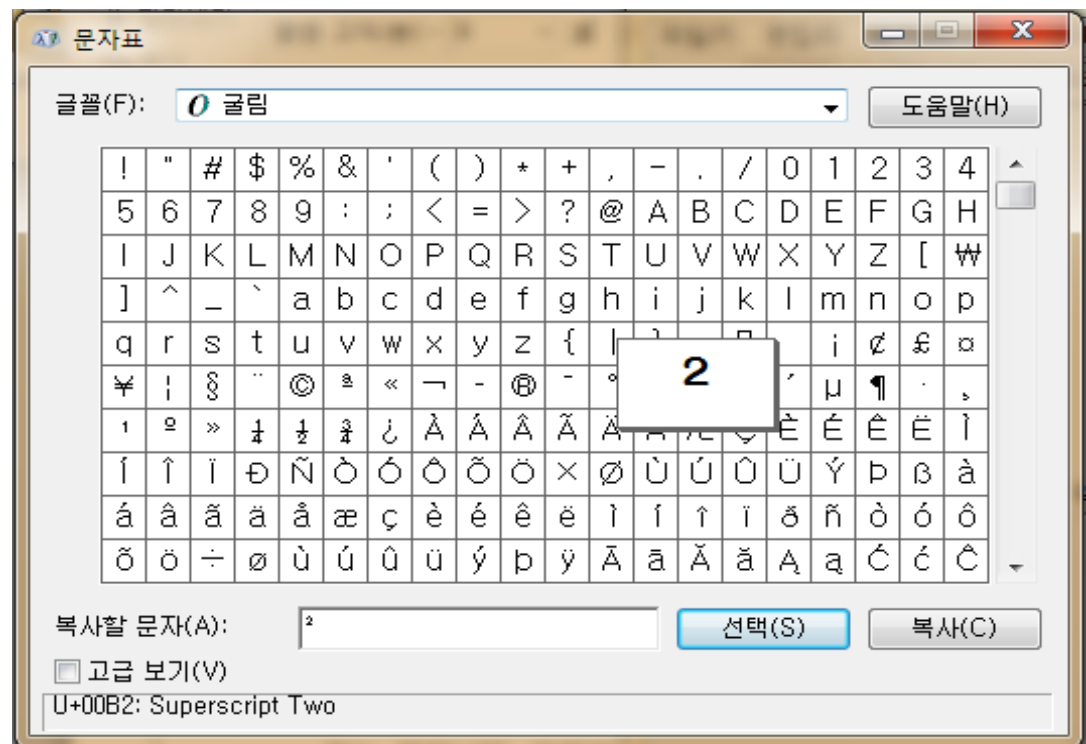 문자표
글꼴(F): 굴림 도움말(H)
! " # $ % & ' ( ) * + , - . / 0 1 2 3 4
5 6 7 8 9 : ; < = > ? @ A B C D E F G H
I J K L M N O P Q R S T U V W X Y Z [ ₩
] ^ _ ` a b c d e f g h i j k l m n o p
q r s t u v w x y z { ¡ ¢ £ ¤
¥ ¦ § ¨ © ª « ¬ - ® ¯ ° 2 ´ µ ¶ · ¸
¹ º » ¼ ½ ¾ ¿ À Á Â Ã Ä È É Ê Ë Ì
Í Î Ï Ð Ñ Ò Ó Ô Õ Ö × Ø Ù Ú Û Ü Ý Þ ß à
á â ã ä å æ ç è é ê ë ì í î ï ð ñ ò ó ô
õ ö ÷ ø ù ú û ü ý þ ÿ Ā ā Ă ă Ą ą Ć ć Ĉ
복사할 문자(A): ² 선택(S) 복사(C)
고급 보기(V)
U+00B2: Superscript Two